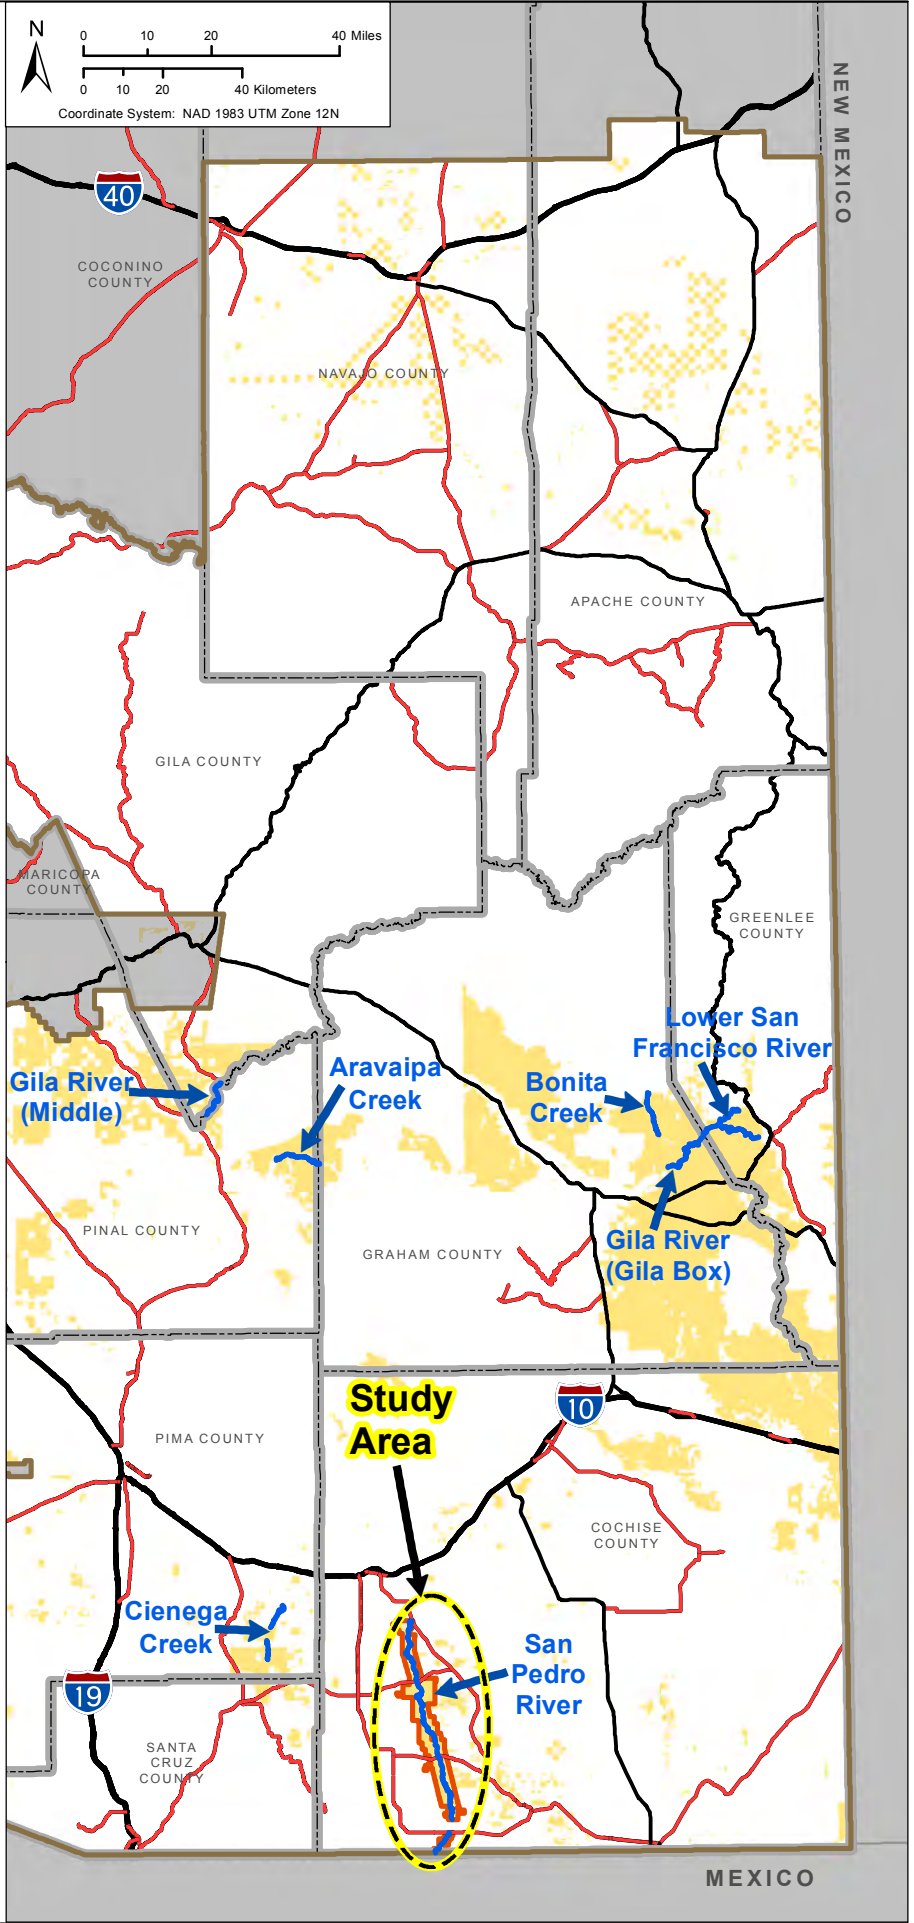 N
0 10 20 40 Miles
0 10 20 40 Kilometers
Coordinate System: NAD 1983 UTM Zone 12N
NEW MEXICO
40
COCONINO
COUNTY
NAVAJO COUNTY
APACHE COUNTY
GILA COUNTY
MARICOPA
COUNTY
GREENLEE
COUNTY
Lower San
Francisco River
Gila River
(Middle)
Aravaipa
Creek
Bonita
Creek
PINAL COUNTY
GRAHAM COUNTY
Gila River
(Gila Box)
Study
Area
10
PIMA COUNTY
COCHISE
COUNTY
Cienega
Creek
San
Pedro
River
19
SANTA
CRUZ
COUNTY
MEXICO